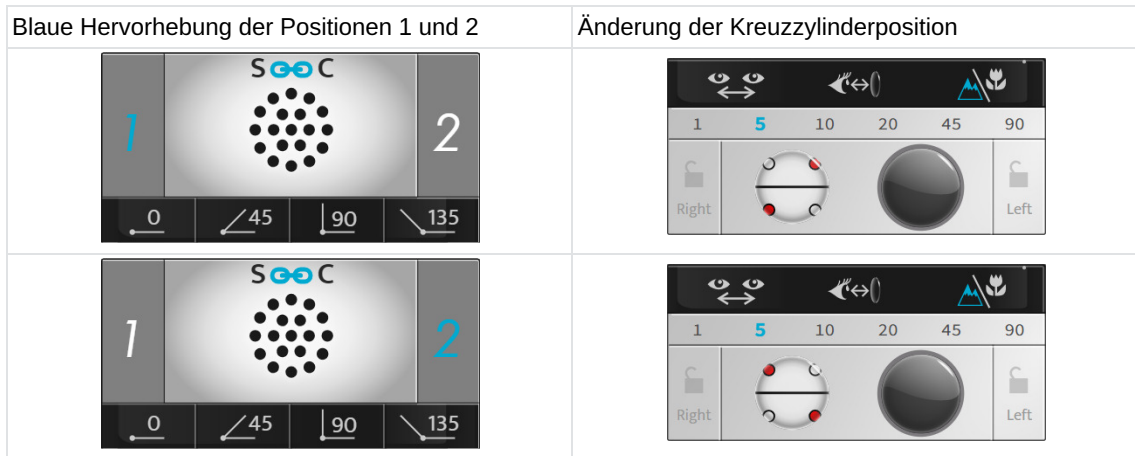 Blaue Hervorhebung der Positionen 1 und 2
Änderung der Kreuzzylinderposition
S C
1
2
0 45 90 135
1 5 10 20 45 90
Right Left
S C
1
2
0 45 90 135
1 5 10 20 45 90
Right Left